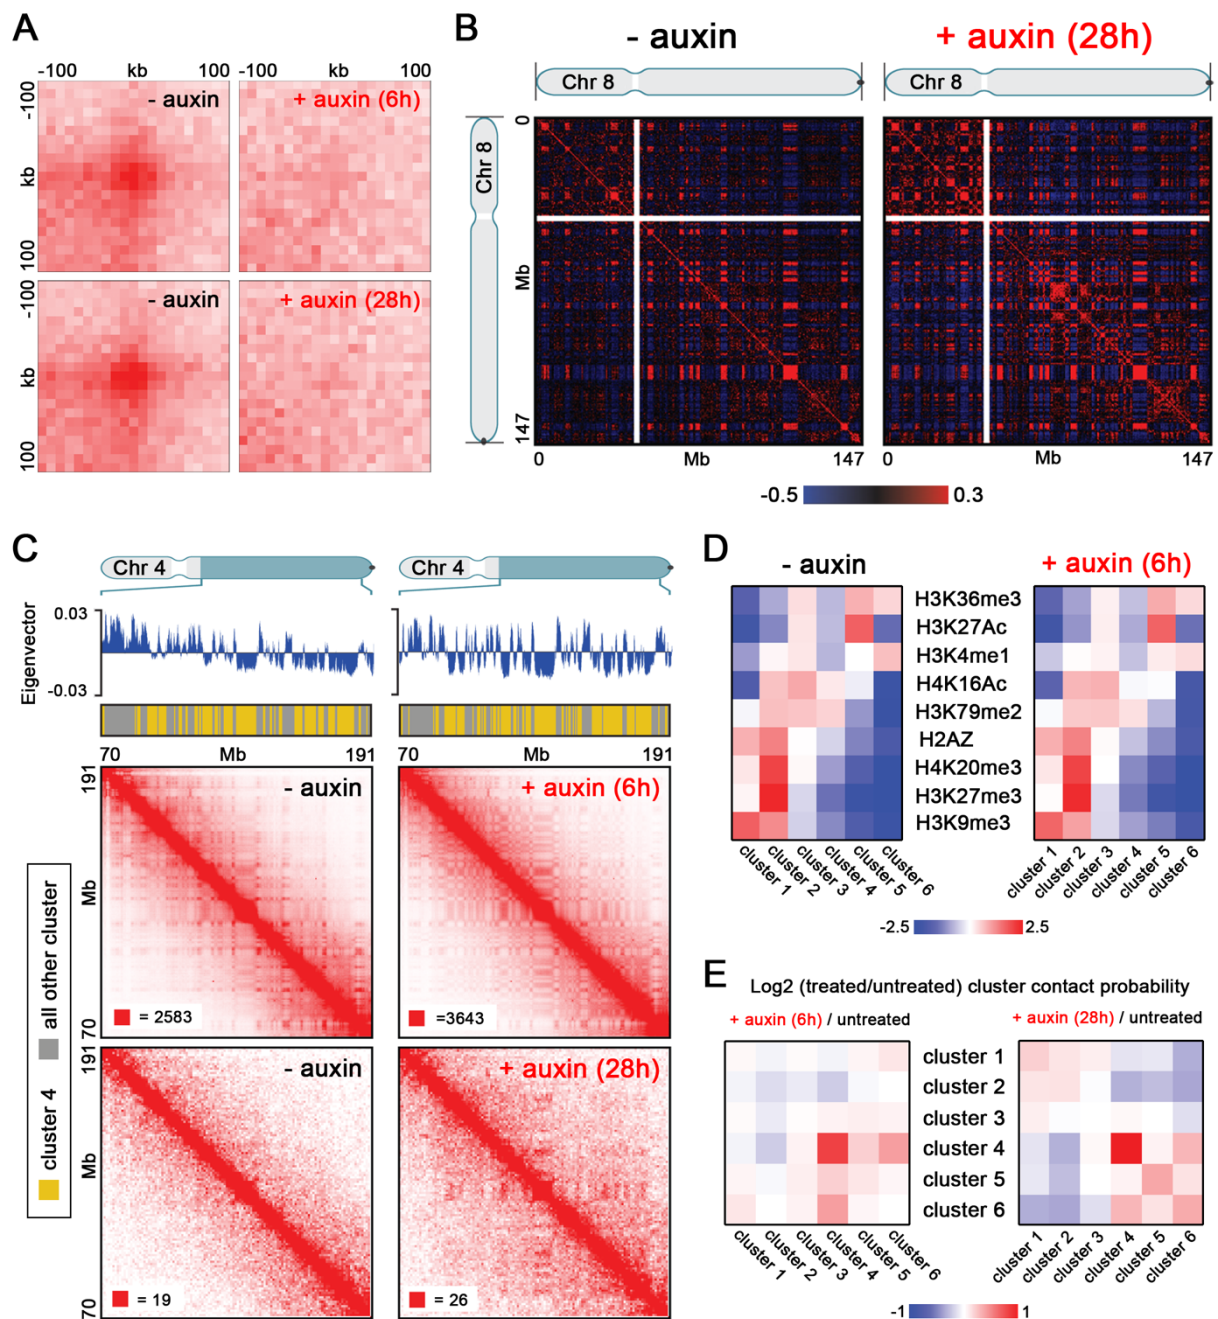 A
-100 kb 100
-100 kb 100
-100
kb
100
- auxin
+ auxin (6h)
-100
kb
100
- auxin
+ auxin (28h)
B
- auxin
+ auxin (28h)
Chr 8
Chr 8
Chr 8
0
Mb
147
0 Mb 147
0 Mb 147
-0.5 0.3
C
Chr 4
Chr 4
Eigenvector
0.03
-0.03
70 Mb 191
70 Mb 191
191
Mb
70
- auxin
= 2583
+ auxin (6h)
=3643
191
Mb
70
- auxin
= 19
+ auxin (28h)
= 26
cluster 4
all other cluster
D
- auxin
+ auxin (6h)
H3K36me3
H3K27Ac
H3K4me1
H4K16Ac
H3K79me2
H2AZ
H4K20me3
H3K27me3
H3K9me3
cluster 1
cluster 2
cluster 3
cluster 4
cluster 5
cluster 6
cluster 1
cluster 2
cluster 3
cluster 4
cluster 5
cluster 6
-2.5 2.5
E
Log2 (treated/untreated) cluster contact probability
+ auxin (6h) / untreated
+ auxin (28h) / untreated
cluster 1
cluster 2
cluster 3
cluster 4
cluster 5
cluster 6
cluster 1
cluster 2
cluster 3
cluster 4
cluster 5
cluster 6
cluster 1
cluster 2
cluster 3
cluster 4
cluster 5
cluster 6
-1 1